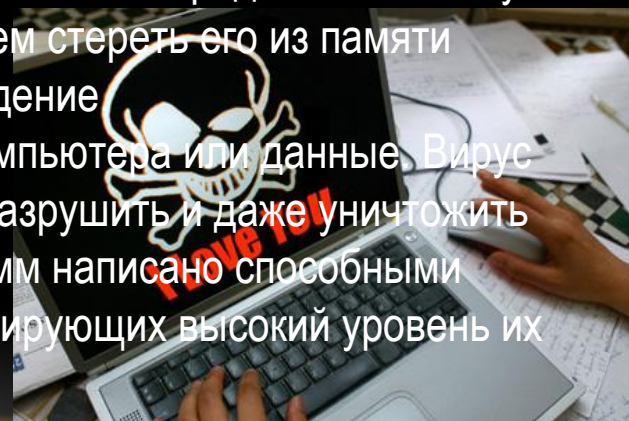 ем стереть его из памяти
дение
мпьютера или данные. Вирус
азрушить и даже уничтожить
i love you
мм написано способными
ирующих высокий уровень их